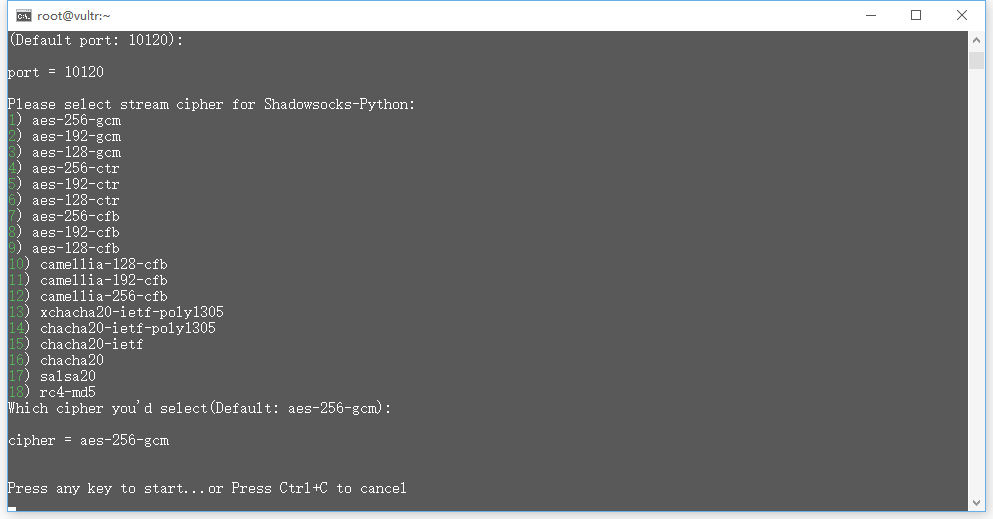 root@vultr:~
(Default port: 10120):
port = 10120
Please select stream cipher for Shadowsocks-Python:
1) aes-256-gcm
2) aes-192-gcm
3) aes-128-gcm
4) aes-256-ctr
5) aes-192-ctr
6) aes-128-ctr
7) aes-256-cfb
8) aes-192-cfb
9) aes-128-cfb
10) camellia-128-cfb
11) camellia-192-cfb
12) camellia-256-cfb
13) xchacha20-ietf-poly1305
14) chacha20-ietf-poly1305
15) chacha20-ietf
16) chacha20
17) salsa20
18) rc4-md5
Which cipher you'd select(Default: aes-256-gcm):
cipher = aes-256-gcm
Press any key to start...or Press Ctrl+C to cancel